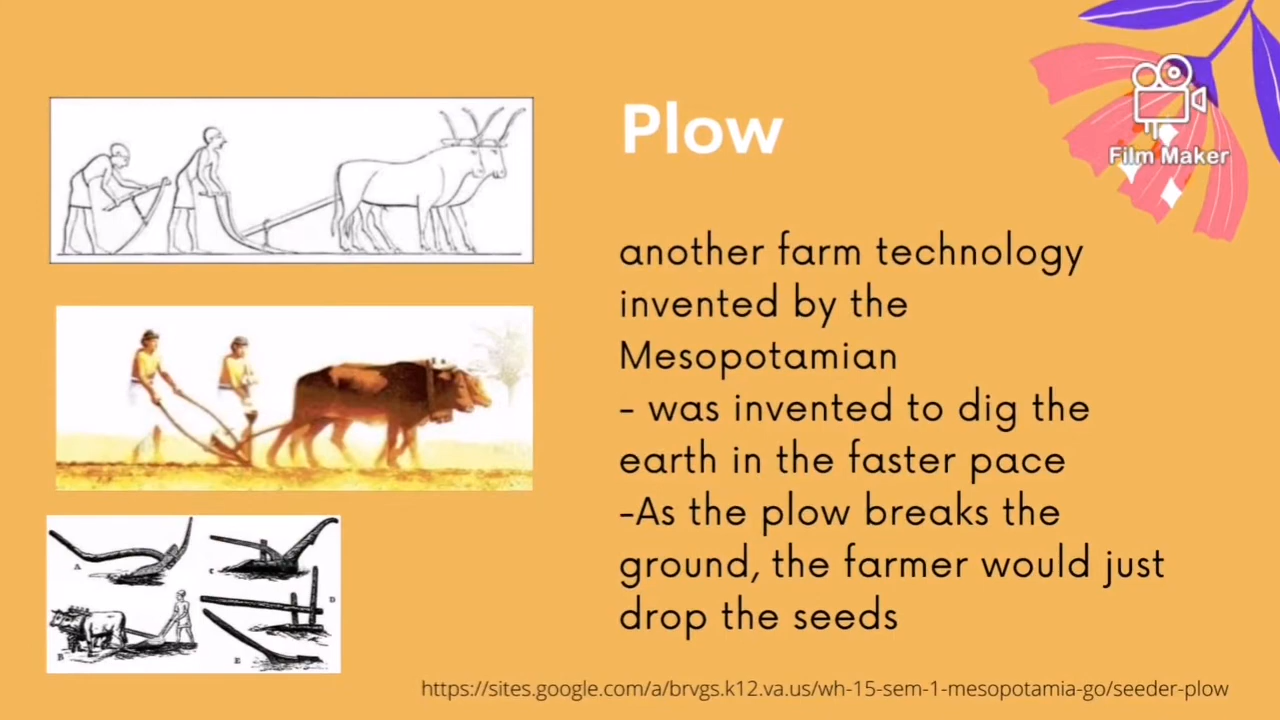 Plow
Film Maker
another farm technology
invented by the
Mesopotamian
- was invented to dig the
earth in the faster pace
-As the plow breaks the
ground, the farmer would just
drop the seeds
A
C
D
B
E
https://sites.google.com/a/brvgs.k12.va.us/wh-15-sem-1-mesopotamia-go/seeder-plow